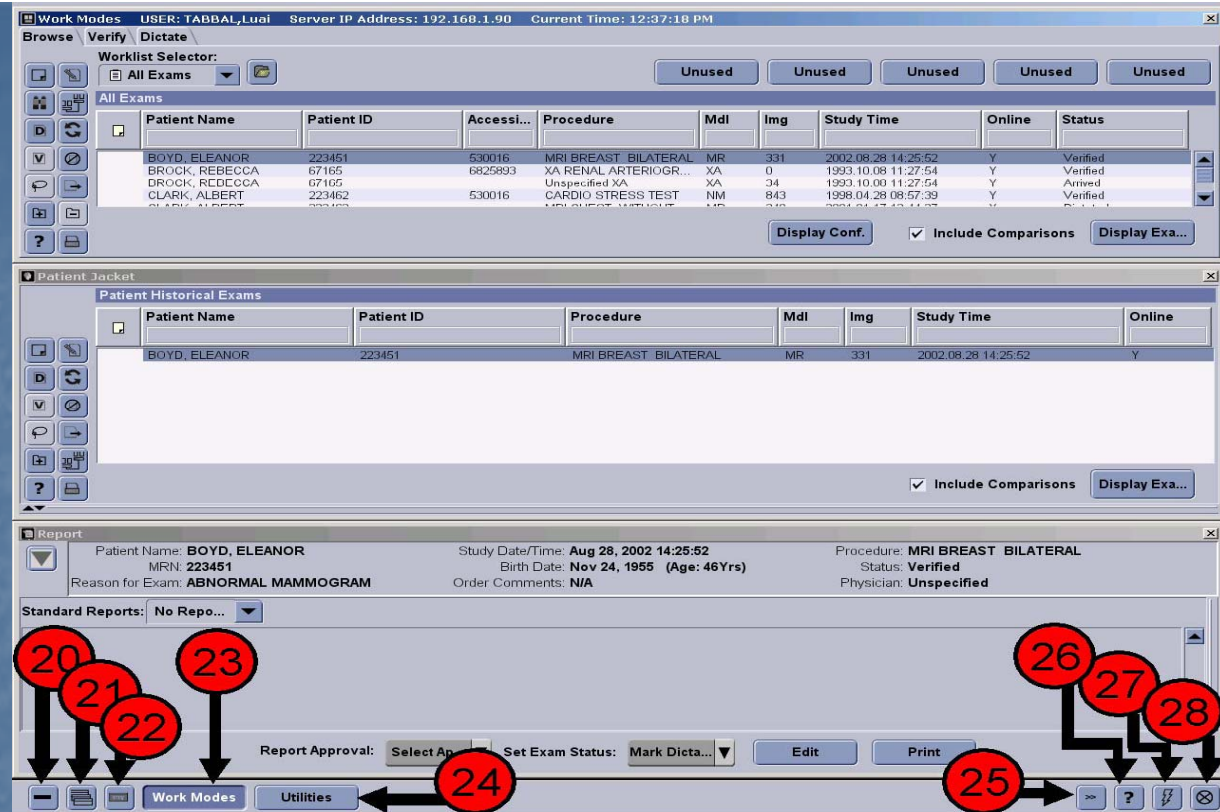 Work Modes USER: TABBAL,Luai Server IP Address: 192.168.1.90 Current Time: 12:37:18 PM
Browse Verify Dictate
Worklist Selector:
All Exams
Unused Unused Unused Unused Unused
All Exams
Patient Name Patient ID Accessi... Procedure Mdl Img Study Time Online Status
BOYD, ELEANOR 223451 530016 MRI BREAST BILATERAL MR 331 2002.08.28 14:25:52 Y Verified
BROCK, REBECCA 67165 6825893 XA RENAL ARTERIOGR... XA 0 1993.10.08 11:27:54 Y Verified
67165 Unspecified XA XA 34 11:27:54 Y Arrived
CLARK, ALBERT 223462 530016 CARDIO STRESS TEST NM 843 1998.04.28 08:57:39 Y Verified
D
V
?
Display Conf. Include Comparisons Display Exa...
Patient Jacket
Patient Historical Exams
Patient Name Patient ID Procedure Mdl Img Study Time Online
BOYD, ELEANOR 223451 MRI BREAST BILATERAL MR 331 2002.08.28 14:25:52 Y
D
V
?
Include Comparisons Display Exa...
Report
Patient Name: BOYD, ELEANOR Study Date/Time: Aug 28, 2002 14:25:52 Procedure: MRI BREAST BILATERAL
MRN: 223451 Birth Date: Nov 24, 1955 (Age: 46Yrs) Status: Verified
Reason for Exam: ABNORMAL MAMMOGRAM Order Comments: N/A Physician: Unspecified
Standard Reports: No Repo...
20 21 22 23 26 27 28
Report Approval: Select Ap Set Exam Status: Mark Dicta... Edit Print
24 25
Work Modes Utilities >> ?